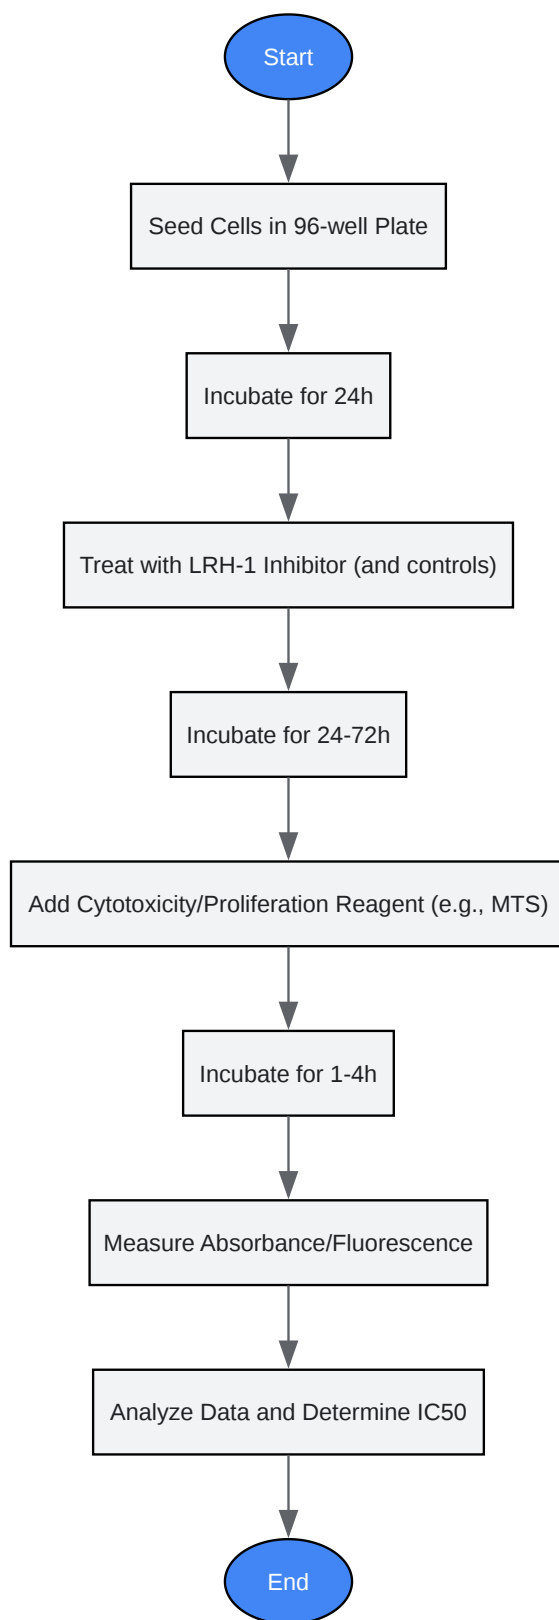 Start
Seed Cells in 96-well Plate
Incubate for 24h
Treat with LRH-1 Inhibitor (and controls)
Incubate for 24-72h
Add Cytotoxicity/Proliferation Reagent (e.g., MTS)
Incubate for 1-4h
Measure Absorbance/Fluorescence
Analyze Data and Determine IC50
End